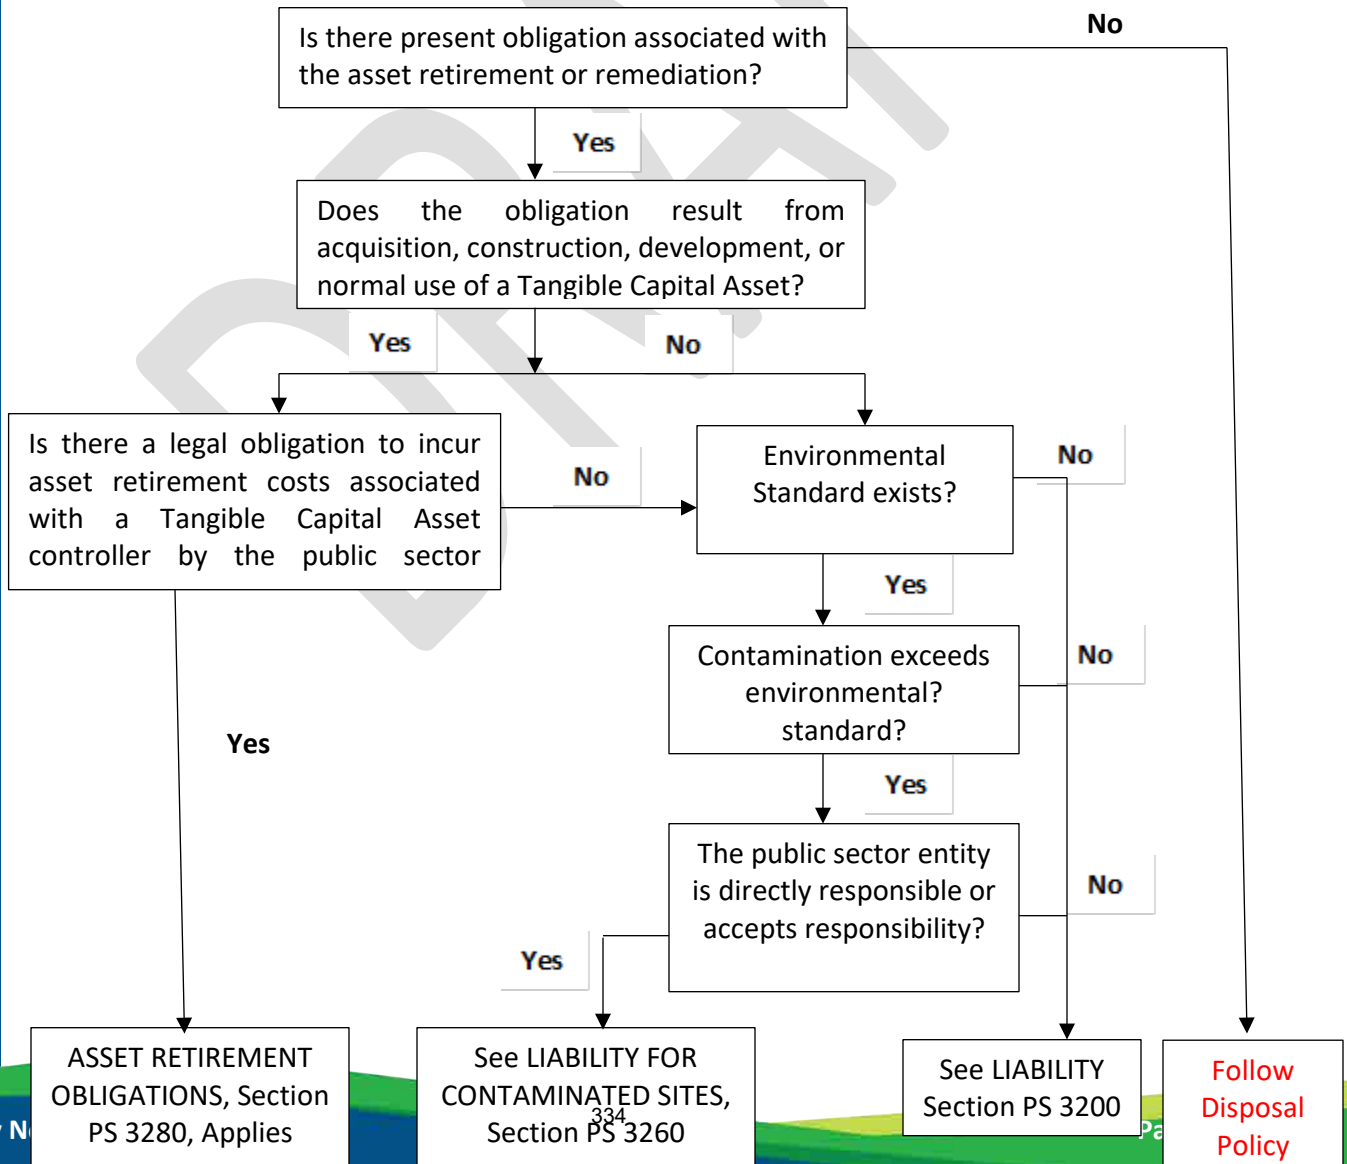 No
Is there present obligation associated with
the asset retirement or remediation?
Yes
Does the obligation result from
acquisition, construction, development, or
normal use of a Tangible Capital Asset?
Yes
No
Is there a legal obligation to incur
asset retirement costs associated
with a Tangible Capital Asset
controller by the public sector
No
Environmental
Standard exists?
No
Yes
Contamination exceeds
environmental?
standard?
No
Yes
Yes
The public sector entity
is directly responsible or
accepts responsibility?
No
Yes
ASSET RETIREMENT
OBLIGATIONS, Section
PS 3280, Applies
See LIABILITY FOR
CONTAMINATED SITES,
Section PS 3260
334
See LIABILITY
Section PS 3200
Follow
Disposal
Policy